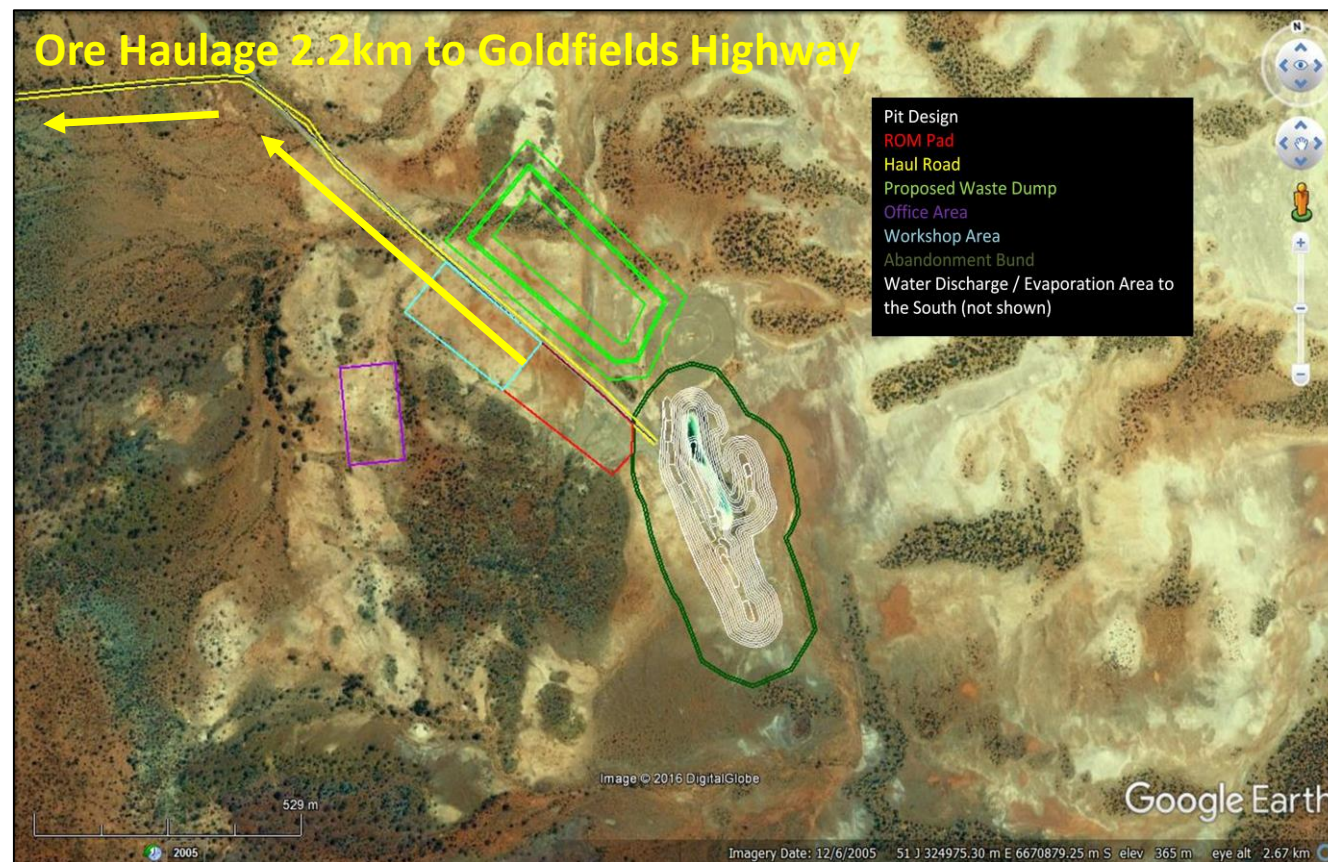 Ore Haulage 2.2km to Goldfields Highway
N
Pit Design
ROM Pad
Haul Road
Proposed Waste Dump
Office Area
Workshop Area
Abandonment Bund
Water Discharge / Evaporation Area to
the South (not shown)
Image © 2016 DigitalGlobe
Google Earth
529 m
2005
Imagery Date: 12/6/2005 51 J 324975.30 m E 6670879.25 m S elev 365 m eye alt 2.67 km